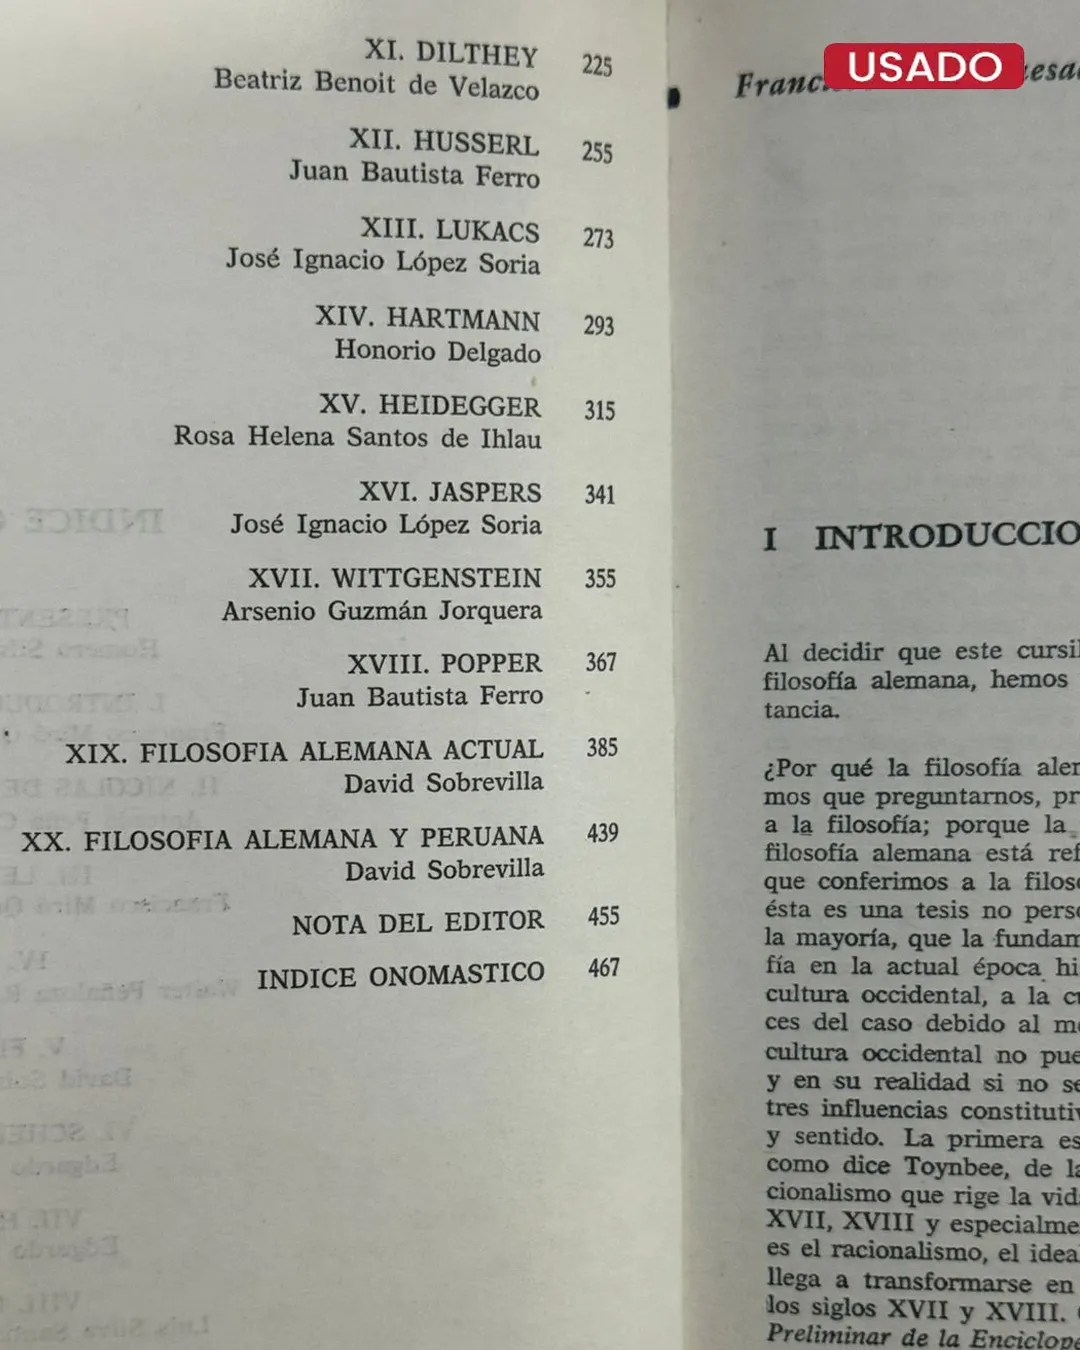 XI. DILTHEY 225
Beatriz Benoit de Velazco
XII. HUSSERL 255
Juan Bautista Ferro
XIII. LUKACS 273
José Ignacio López Soria
XIV. HARTMANN 293
Honorio Delgado
XV. HEIDEGGER 315
Rosa Helena Santos de Ihlau
XVI. JASPERS 341
José Ignacio López Soria
XVII. WITTGENSTEIN 355
Arsenio Guzmán Jorquera
XVIII. POPPER 367
Juan Bautista Ferro
XIX. FILOSOFIA ALEMANA ACTUAL 385
David Sobrevilla
XX. FILOSOFIA ALEMANA Y PERUANA 439
David Sobrevilla
NOTA DEL EDITOR 455
INDICE ONOMASTICO 467
USADO
I INTRODUCCIO
Al decidir que este cursil
filosofía alemana, hemos
tancia.
¿Por qué la filosofía aler
mos que preguntarnos, pr
a la filosofía; porque la
filosofía alemana está ref
que conferimos a la filoso
ésta es una tesis no perso
la mayoría, que la fundam
fía en la actual época hi
cultura occidental, a la cu
ces del caso debido al me
cultura occidental no pue
y en su realidad si no se
tres influencias constitutiv
y sentido. La primera es
como dice Toynbee, de la
cionalismo que rige la vid
XVII, XVIII y especialme
es el racionalismo, el idea
llega a transformarse en
los siglos XVII y XVIII.
Preliminar de la Enciclope